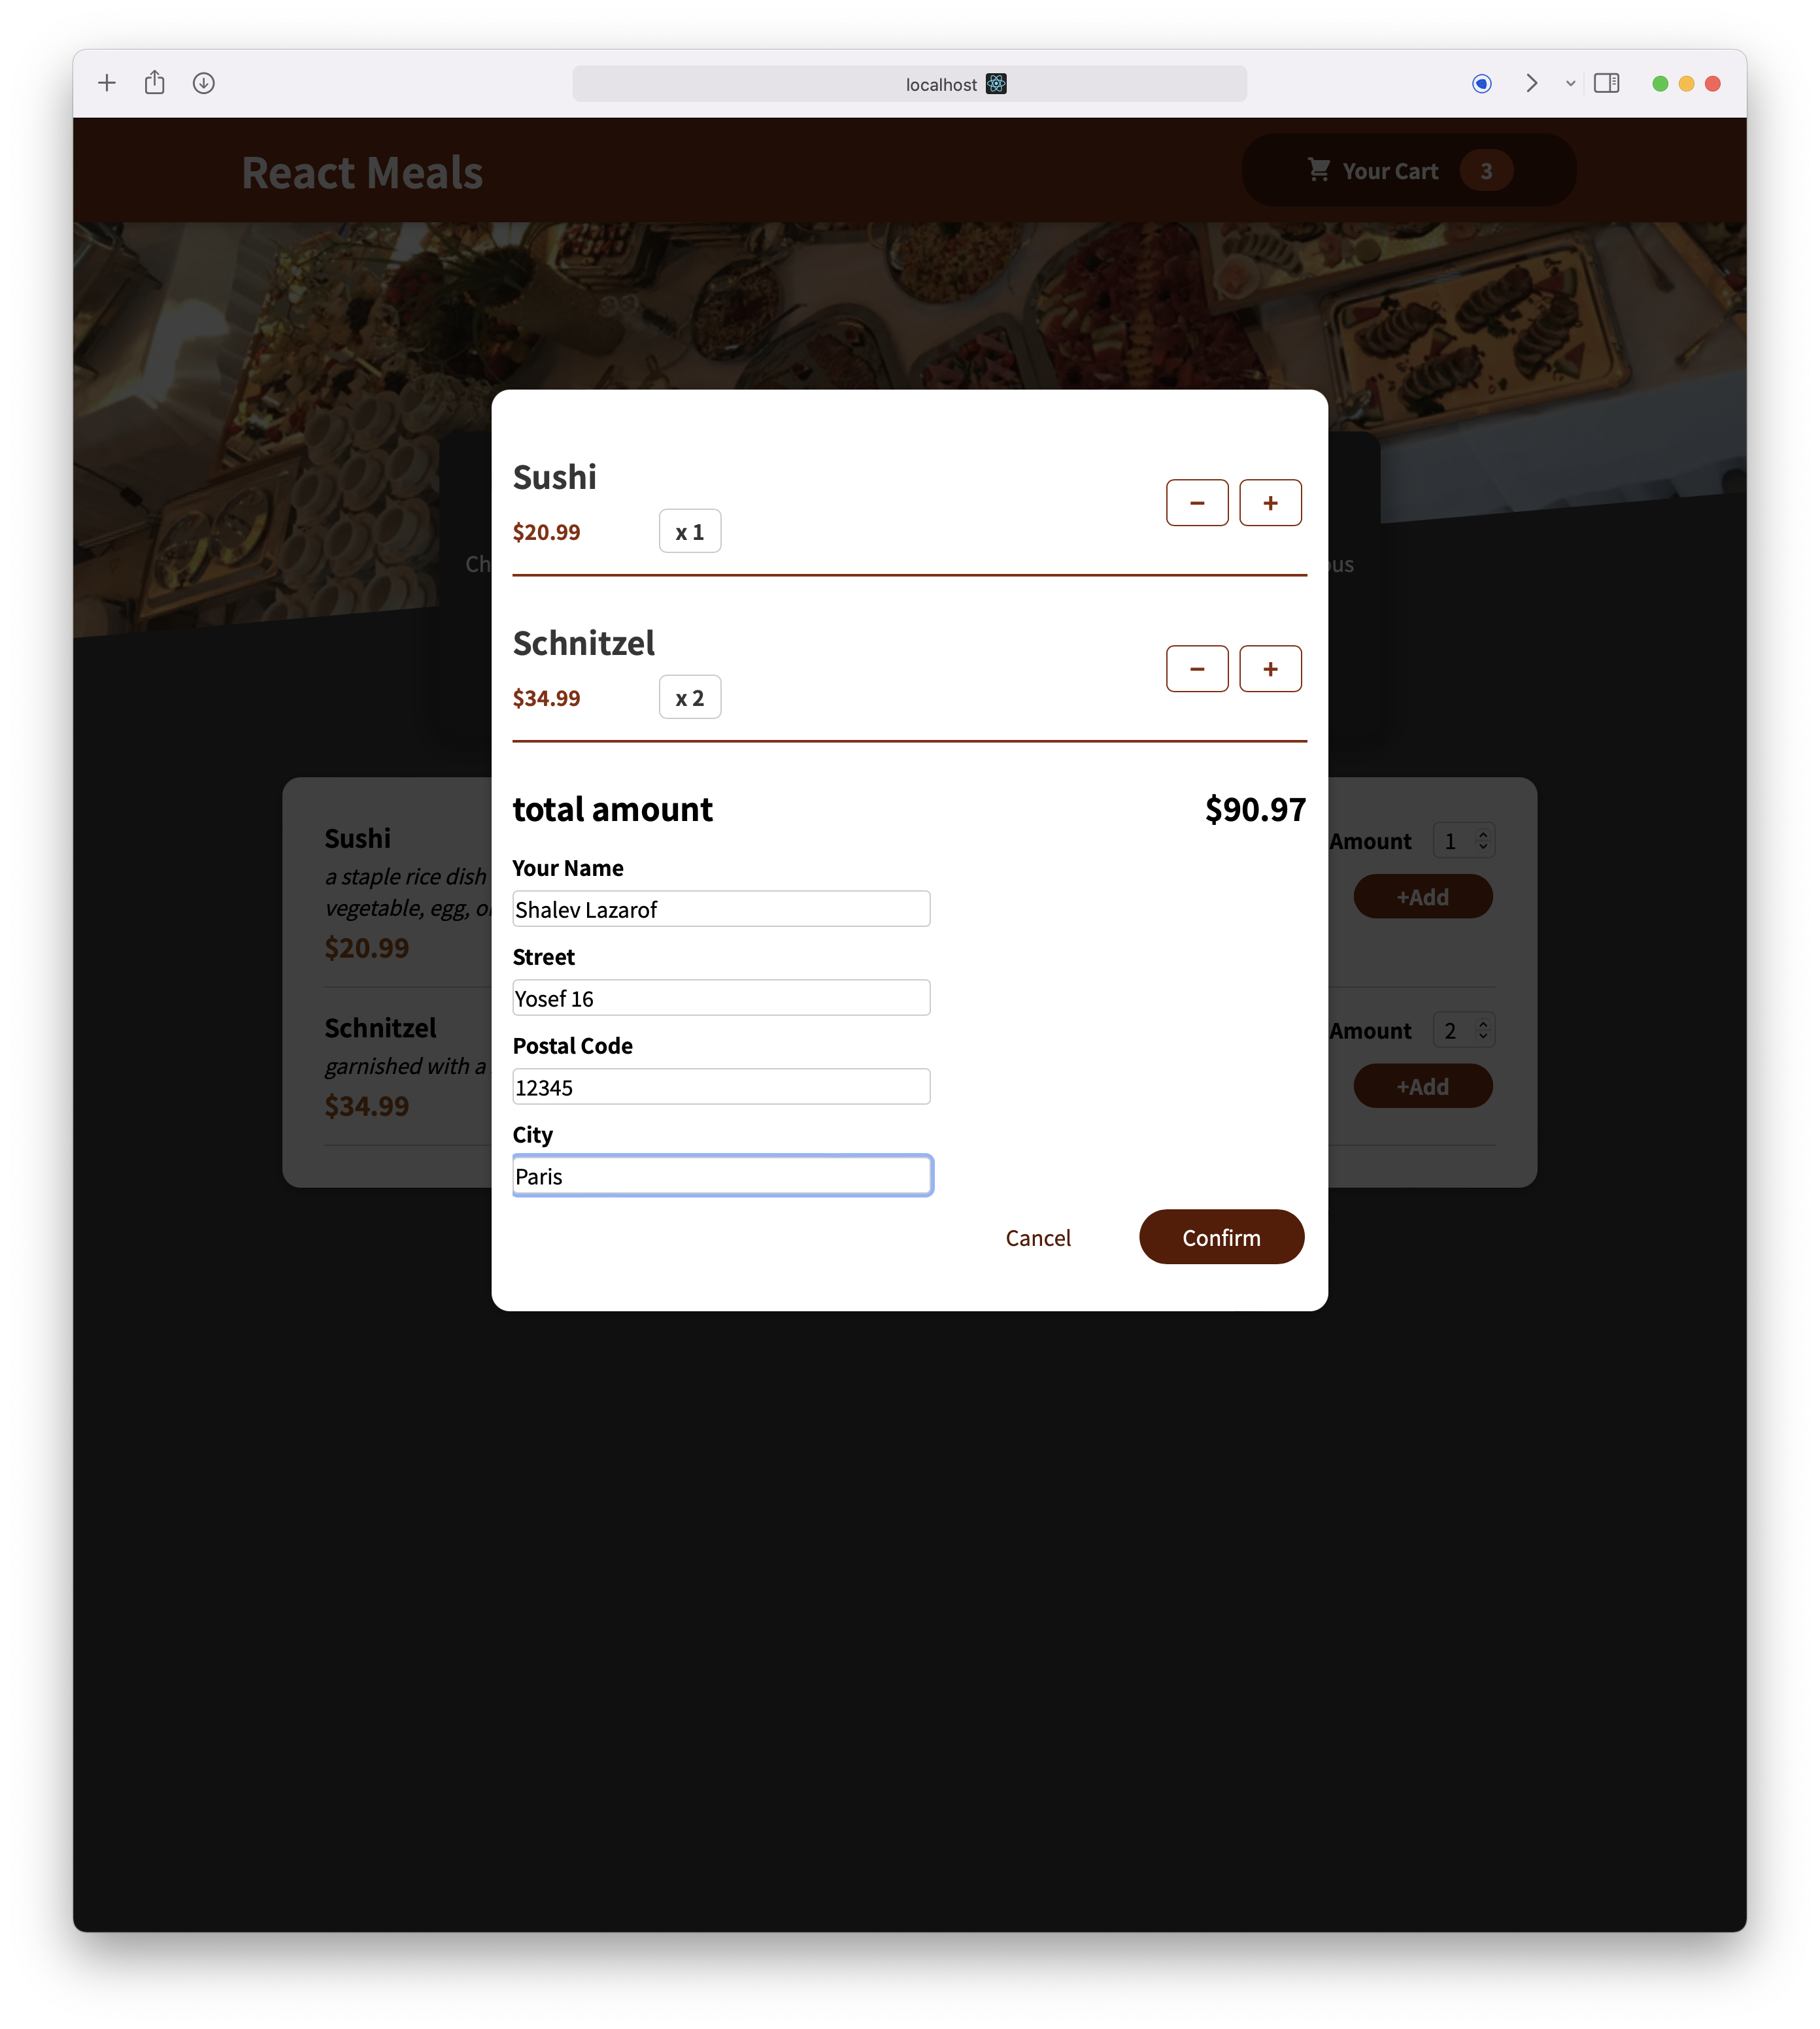 localhost
React Meals
Your Cart 3
Sushi
$20.99
x 1
− +
Schnitzel
$34.99
x 2
− +
total amount $90.97
Your Name
Shalev Lazarof
Street
Yosef 16
Postal Code
12345
City
Paris
Cancel Confirm
Sushi
a staple rice dish
vegetable, egg,
$20.99
Amount 1
+Add
Schnitzel
garnished with a
$34.99
Amount 2
+Add